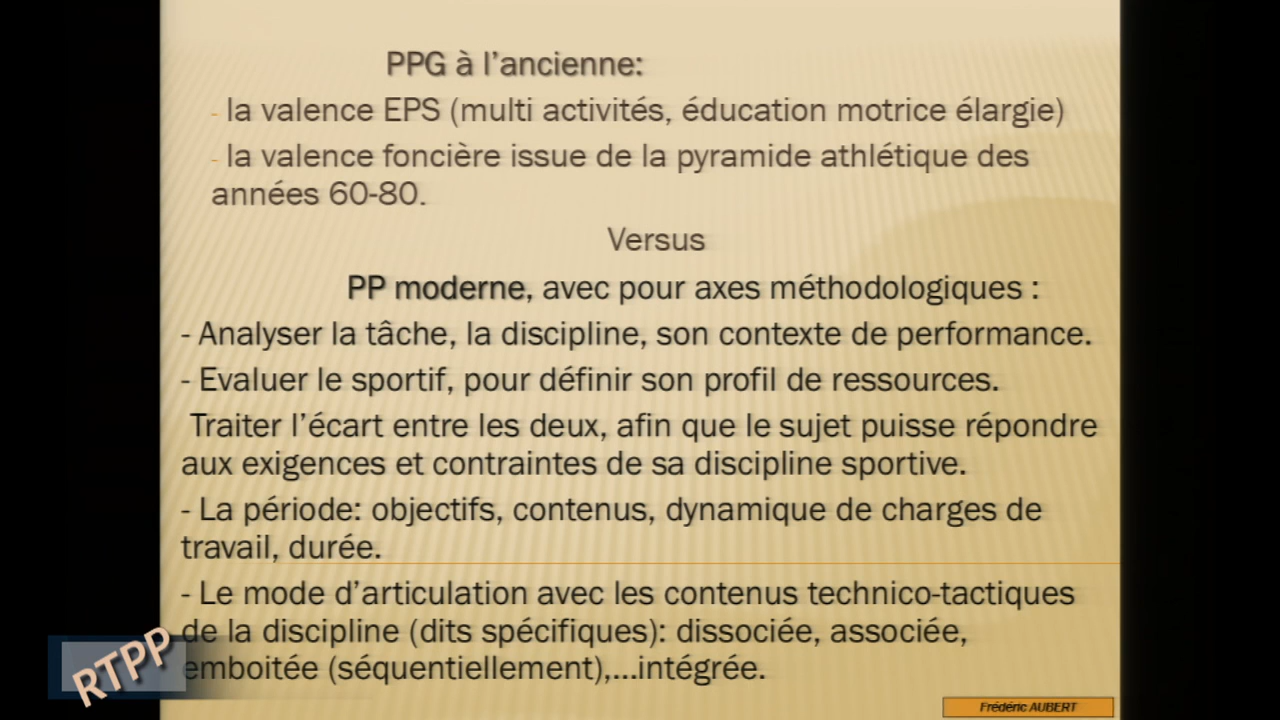 PPG à l’ancienne:
- la valence EPS (multi activités, éducation motrice élargie)
- la valence foncière issue de la pyramide athlétique des
années 60-80.
Versus
PP moderne, avec pour axes méthodologiques :
- Analyser la tâche, la discipline, son contexte de performance.
- Evaluer le sportif, pour définir son profil de ressources.
Traiter l’écart entre les deux, afin que le sujet puisse répondre
aux exigences et contraintes de sa discipline sportive.
- La période: objectifs, contenus, dynamique de charges de
travail, durée.
- Le mode d’articulation avec les contenus technico-tactiques
de la discipline (dits spécifiques): dissociée, associée,
emboitée (séquentiellement),...intégrée.
RTPP
Frédéric AUBERT